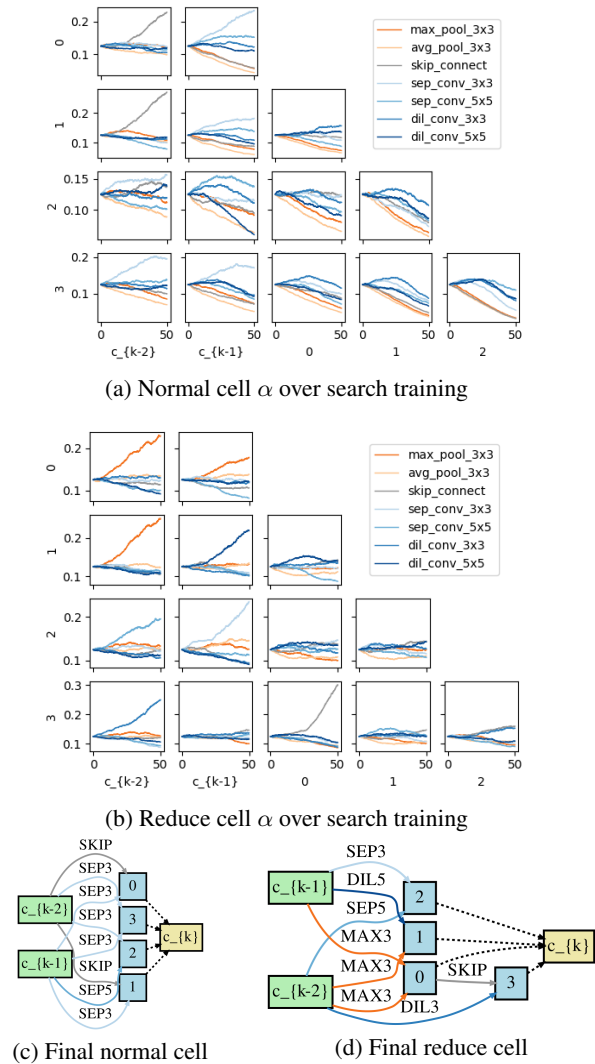 0.2
0.1
0
max_pool_3x3
avg_pool_3x3
skip_connect
sep_conv_3x3
sep_conv_5x5
dil_conv_3x3
dil_conv_5x5
0.2
0.1
1
0.15
0.10
2
0.2
0.1
3
0 50 0 50 0 50 0 50 0 50
c_{k-2} c_{k-1} 0 1 2
(a) Normal cell α over search training
0.2
0.1
0
max_pool_3x3
avg_pool_3x3
skip_connect
sep_conv_3x3
sep_conv_5x5
dil_conv_3x3
dil_conv_5x5
0.2
0.1
1
0.2
0.1
2
0.3
0.2
0.1
3
0 50 0 50 0 50 0 50 0 50
c_{k-2} c_{k-1} 0 1 2
(b) Reduce cell α over search training
SKIP
SEP3
SEP3
SEP3
SEP3
SKIP
SEP5
SEP3
c_{k-2}
c_{k-1}
0
3
2
1
c_{k}
(c) Final normal cell
SEP3
DIL5
SEP5
MAX3
MAX3
MAX3
DIL3
SKIP
c_{k-1}
c_{k-2}
2
1
0
3
c_{k}
(d) Final reduce cell